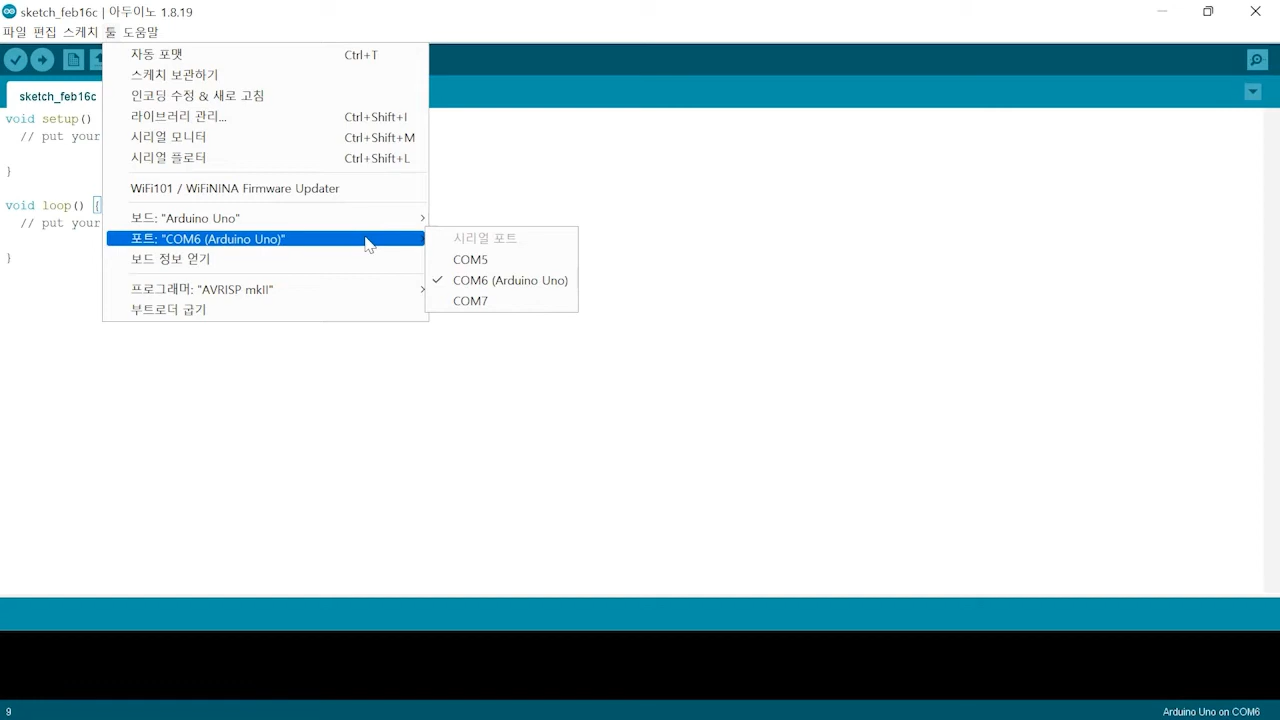 sketch_feb16c | 아두이노 1.8.19
파일 편집 스케치 툴 도움말
sketch_feb16c
void setup()
// put your
}
void loop() {
// put your
}
자동 포맷 Ctrl+T
스케치 보관하기
인코딩 수정 & 새로 고침
라이브러리 관리... Ctrl+Shift+I
시리얼 모니터 Ctrl+Shift+M
시리얼 플로터 Ctrl+Shift+L
WiFi101 / WiFiNINA Firmware Updater
보드: "Arduino Uno"
포트: "COM6 (Arduino Uno)"
보드 정보 얻기
프로그래머: "AVRISP mkII"
부트로더 굽기
시리얼 포트
COM5
COM6 (Arduino Uno)
COM7
9
Arduino Uno on COM6